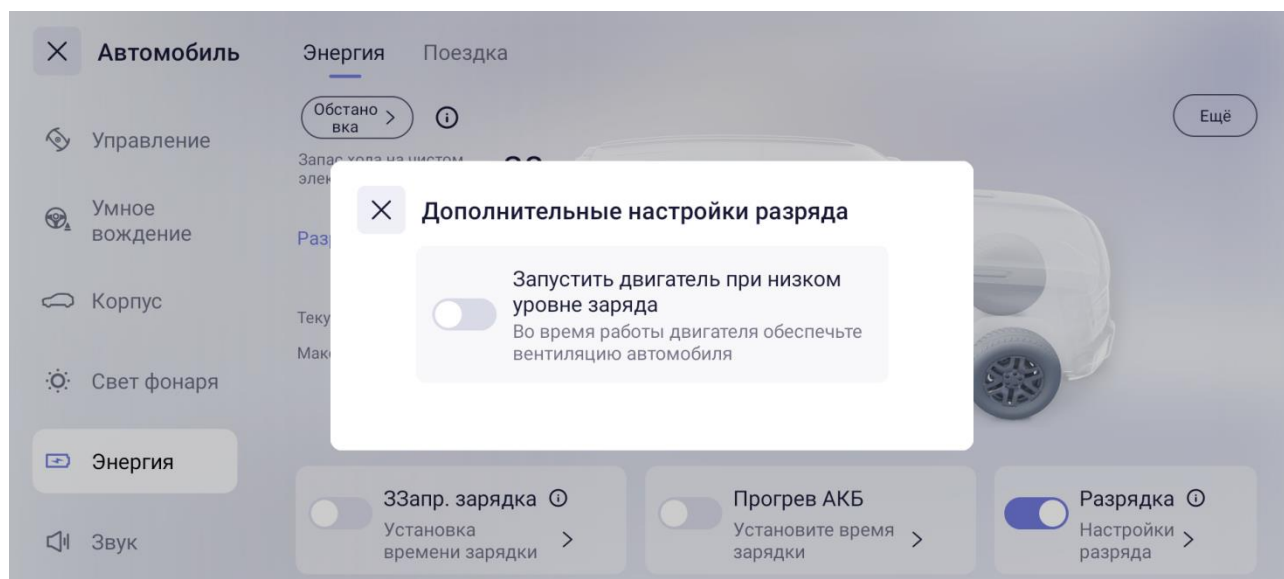 Автомобиль
Энергия Поездка
Обстано
вка
Ещё
Управление
Умное
вождение
Корпус
Свет фонаря
Энергия
Звук
Дополнительные настройки разряда
Запустить двигатель при низком
уровне заряда
Во время работы двигателя обеспечьте
вентиляцию автомобиля
ЗЗапр. зарядка
Установка
времени зарядки
Прогрев АКБ
Установите время
зарядки
Разрядка
Настройки
разряда